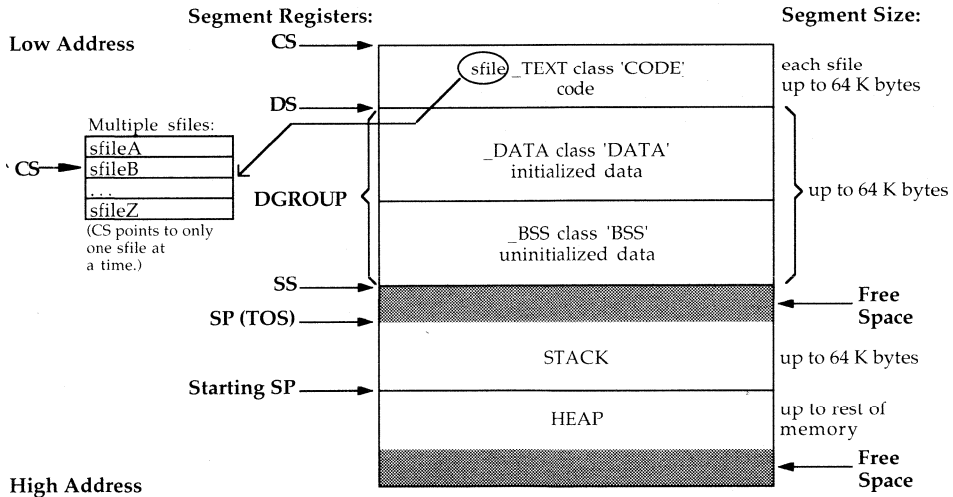 Segment Registers:
Segment Size:
Low Address
CS
sfile _TEXT class 'CODE'
code
each sfile
up to 64 K bytes
DS
Multiple sfiles:
sfileA
sfileB
. . .
sfileZ
CS
(CS points to only
one sfile at
a time.)
DGROUP
_DATA class 'DATA'
initialized data
up to 64 K bytes
_BSS class 'BSS'
uninitialized data
SS
Free
Space
SP (TOS)
STACK
up to 64 K bytes
Starting SP
HEAP
up to rest of
memory
Free
Space
High Address